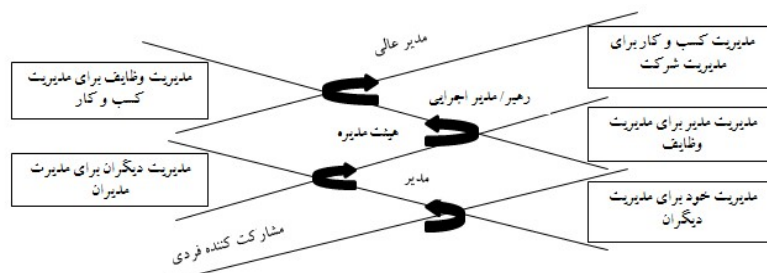 مدیر عالی
مدیریت کسب و کار برای
مدیریت شرکت
مدیریت وظایف برای مدیریت
کسب و کار
رهبر/ مدیر اجرایی
هیئت مدیره
مدیریت مدیر برای مدیریت
وظایف
مدیریت دیگران برای مدیرت
مدیران
مدیر
مدیریت خود برای مدیریت
دیگران
مشارکت کننده فردی